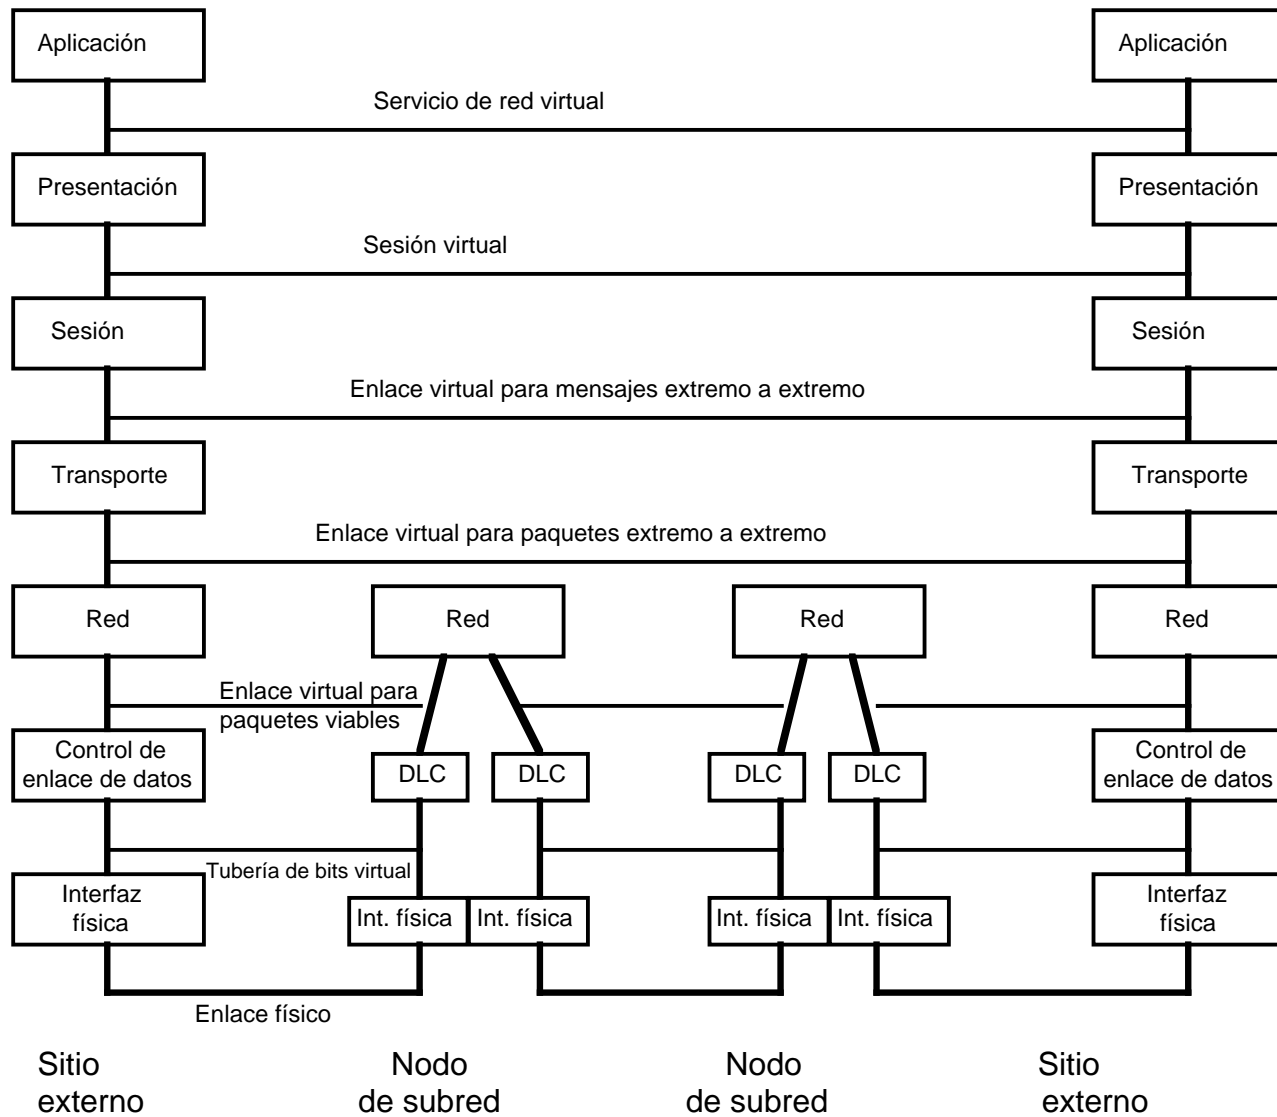 Aplicación
Aplicación
Servicio de red virtual
Presentación
Presentación
Sesión virtual
Sesión
Sesión
Enlace virtual para mensajes extremo a extremo
Transporte
Transporte
Enlace virtual para paquetes extremo a extremo
Red
Red
Red
Red
Enlace virtual para
paquetes viables
Control de
enlace de datos
DLC
DLC
DLC
DLC
Control de
enlace de datos
Tubería de bits virtual
Interfaz
física
Int. física
Int. física
Int. física
Int. física
Interfaz
física
Enlace físico
Sitio
externo
Nodo
de subred
Nodo
de subred
Sitio
externo